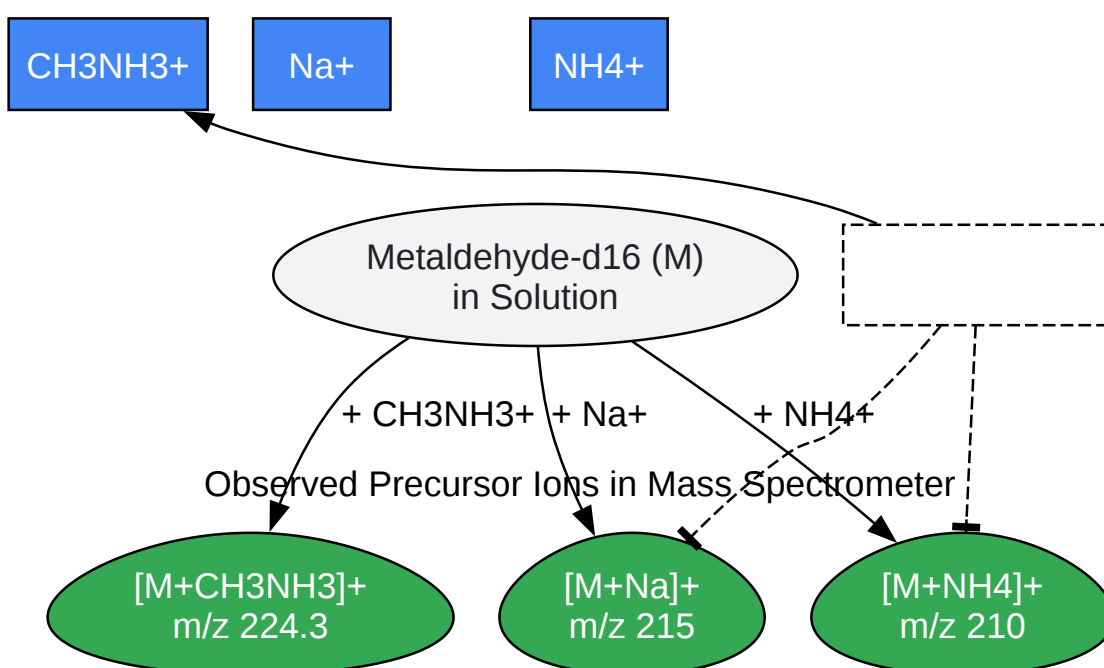 CH3NH3+
Na+
NH4+
Metaldehyde-d16 (M)
in Solution
+ CH3NH3+
+ Na+
+ NH4+
Observed Precursor Ions in Mass Spectrometer
[M+CH3NH3]+
m/z 224.3
[M+Na]+
m/z 215
[M+NH4]+
m/z 210